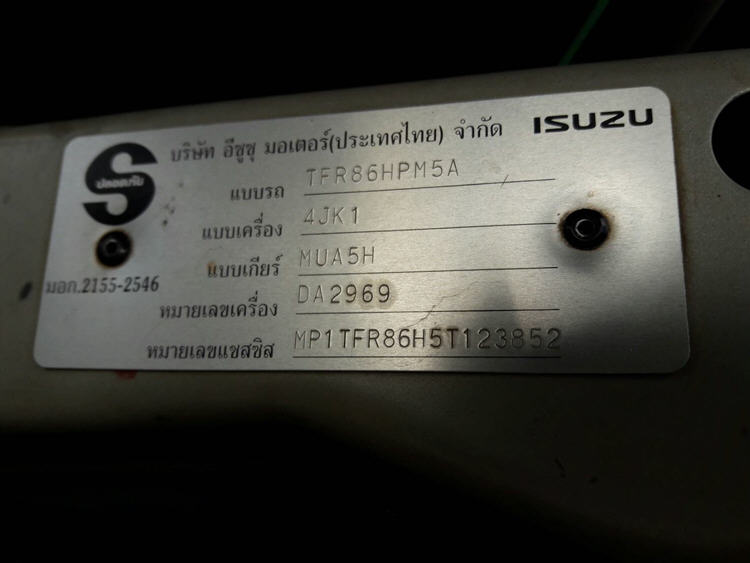 บริษัท อีซูซุ มอเตอร์(ประเทศไทย) จำกัด ISUZU
ปลอดภัย
แบบรถ TFR86HPM5A
แบบเครื่อง 4JK1
แบบเกียร์ MUA5H
มอก.2155-2546
หมายเลขเครื่อง DA2969
หมายเลขแชสซิส MP1TFR86H5T123852